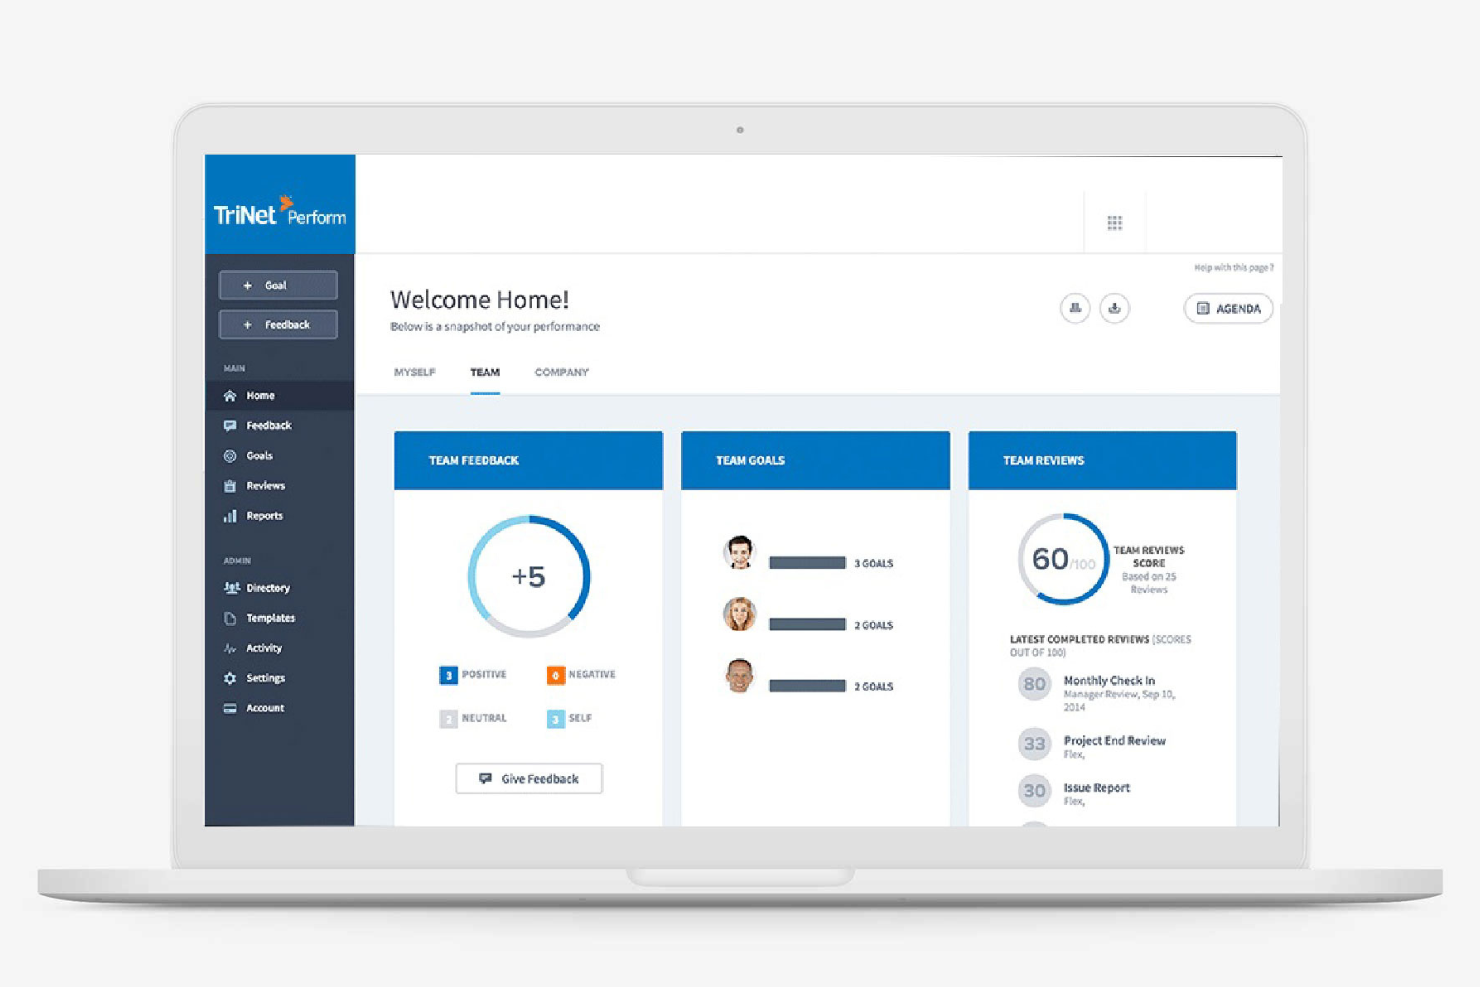 TriNet Perform
Help with this page?
+ Goal
+ Feedback
Welcome Home!
Below is a snapshot of your performance
AGENDA
MYSELF
TEAM
COMPANY
MAIN
Home
Feedback
Goals
Reviews
Reports
ADMIN
Directory
Templates
Activity
Settings
Account
TEAM FEEDBACK
+5
3 POSITIVE
0 NEGATIVE
2 NEUTRAL
3 SELF
Give Feedback
TEAM GOALS
3 GOALS
2 GOALS
2 GOALS
TEAM REVIEWS
60/100
TEAM REVIEWS
SCORE
Based on 25
Reviews
LATEST COMPLETED REVIEWS (SCORES
OUT OF 100)
80
Monthly Check In
Manager Review, Sep 10,
2014
33
Project End Review
Flex,
30
Issue Report
Flex,